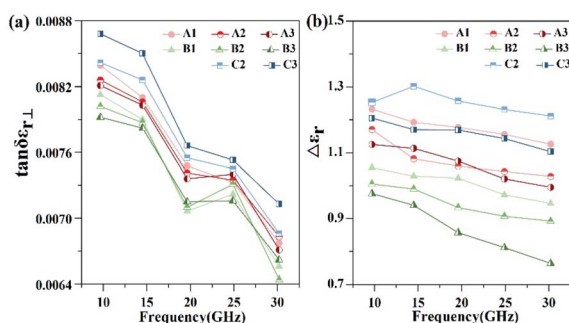 (a)
0.0088
0.0082
0.0076
0.0070
0.0064
tanδεr⊥
A1 A2 A3
B1 B2 B3
C2 C3
10 15 20 25 30
Frequency(GHz)
(b)
1.5
1.3
1.1
0.9
0.7
△εr
A1 A2 A3
B1 B2 B3
C2 C3
10 15 20 25 30
Frequency(GHz)